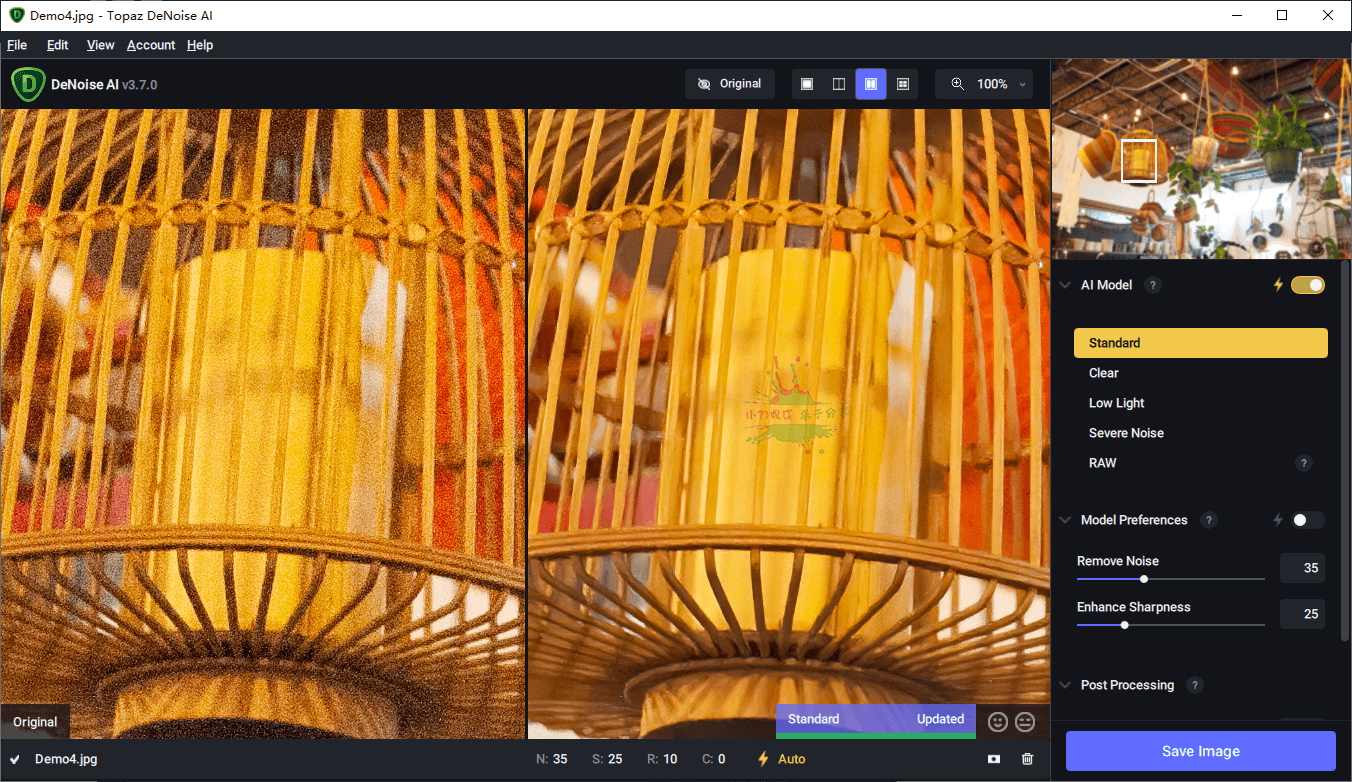 Demo4.jpg - Topaz DeNoise AI
File Edit View Account Help
D DeNoise AI v3.7.0
Original
100%
AI Model ?
Standard
Clear
Low Light
Severe Noise
RAW ?
Model Preferences ?
Remove Noise 35
Enhance Sharpness 25
Post Processing ?
Original
Standard Updated
Demo4.jpg
N: 35 S: 25 R: 10 C: 0 Auto
Save Image